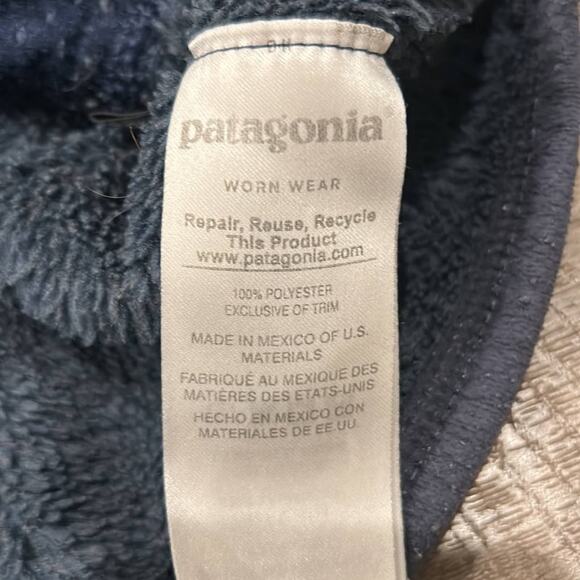 patagonia
WORN WEAR
Repair, Reuse, Recycle
This Product
www.patagonia.com
100% POLYESTER
EXCLUSIVE OF TRIM
MADE IN MEXICO OF U.S.
MATERIALS
FABRIQUÉ AU MEXIQUE DES
MATIÈRES DES ETATS-UNIS
HECHO EN MEXICO CON
MATERIALES DE EE UU